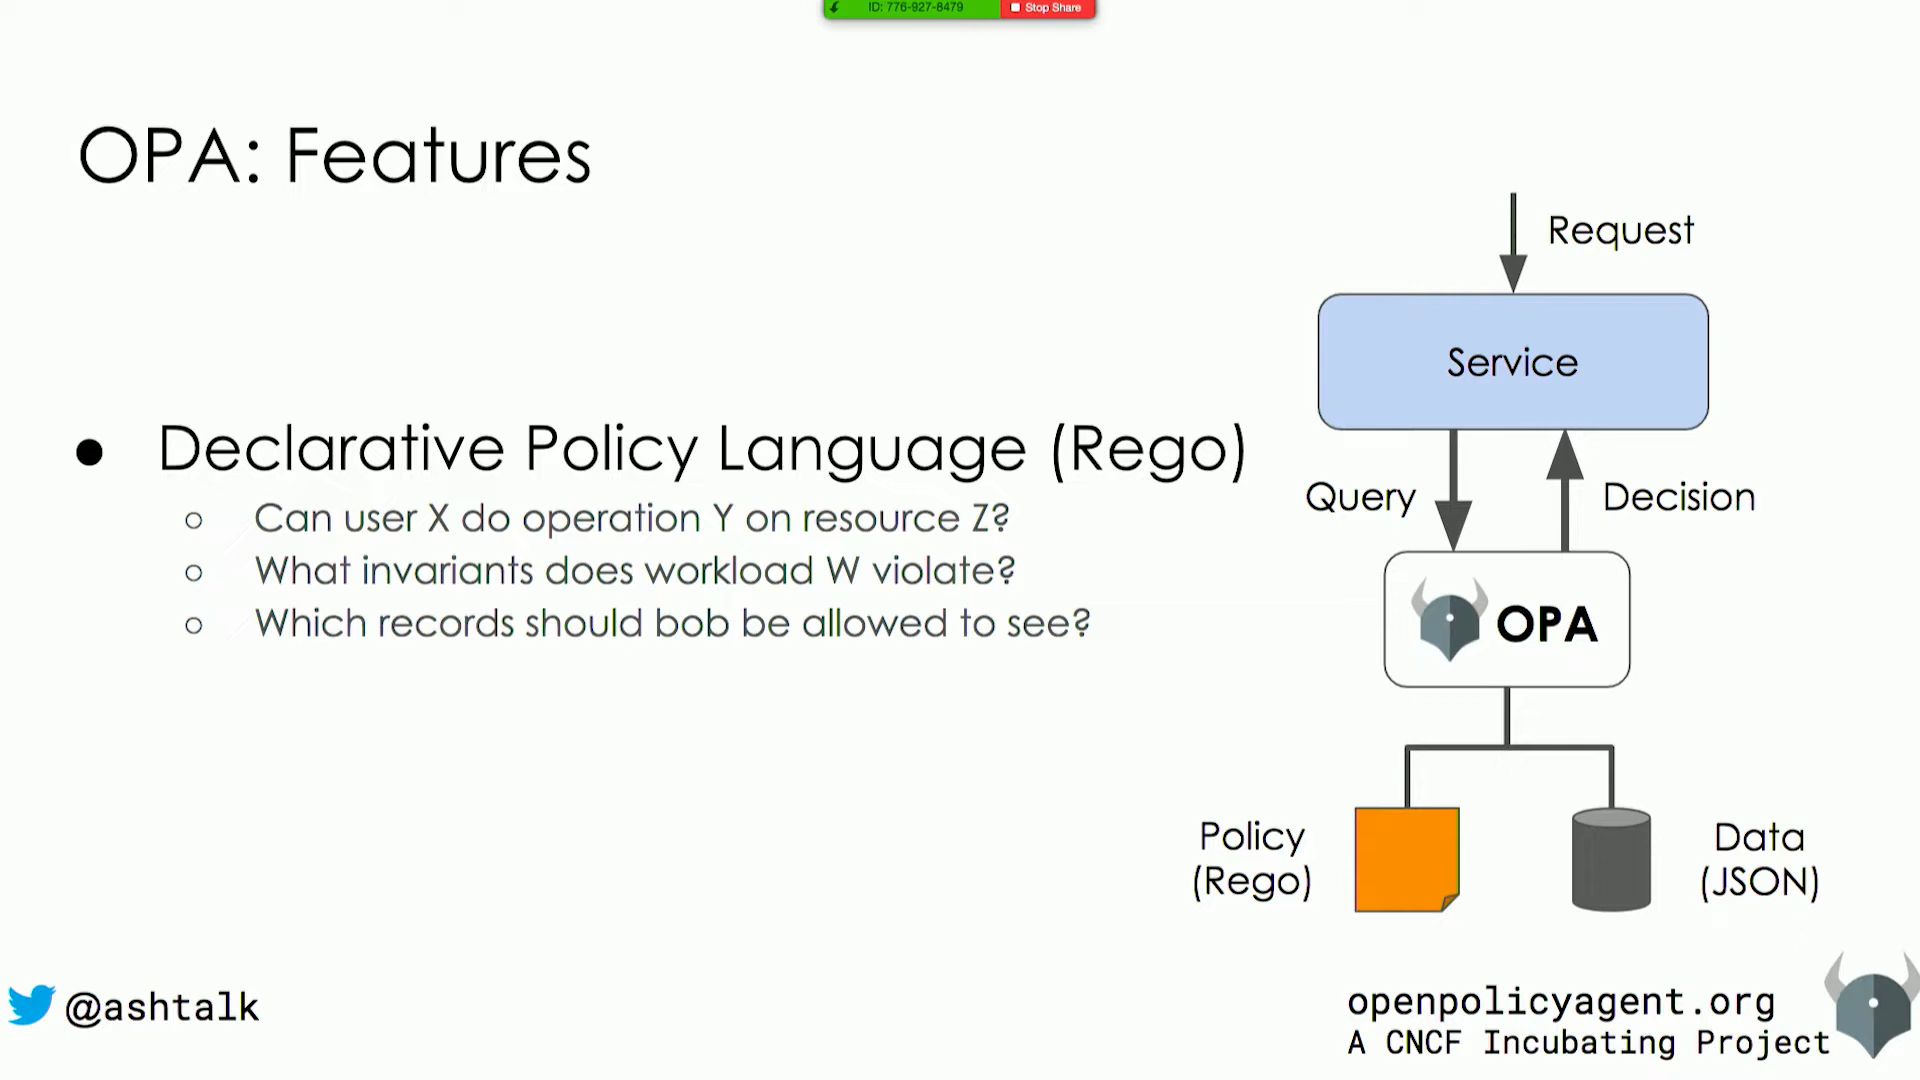 ID: 776-927-8479
Stop Share
OPA: Features
Request
Service
Declarative Policy Language (Rego)
Can user X do operation Y on resource Z?
What invariants does workload W violate?
Which records should bob be allowed to see?
Query
Decision
OPA
Policy
(Rego)
Data
(JSON)
@ashtalk
openpolicyagent.org
A CNCF Incubating Project